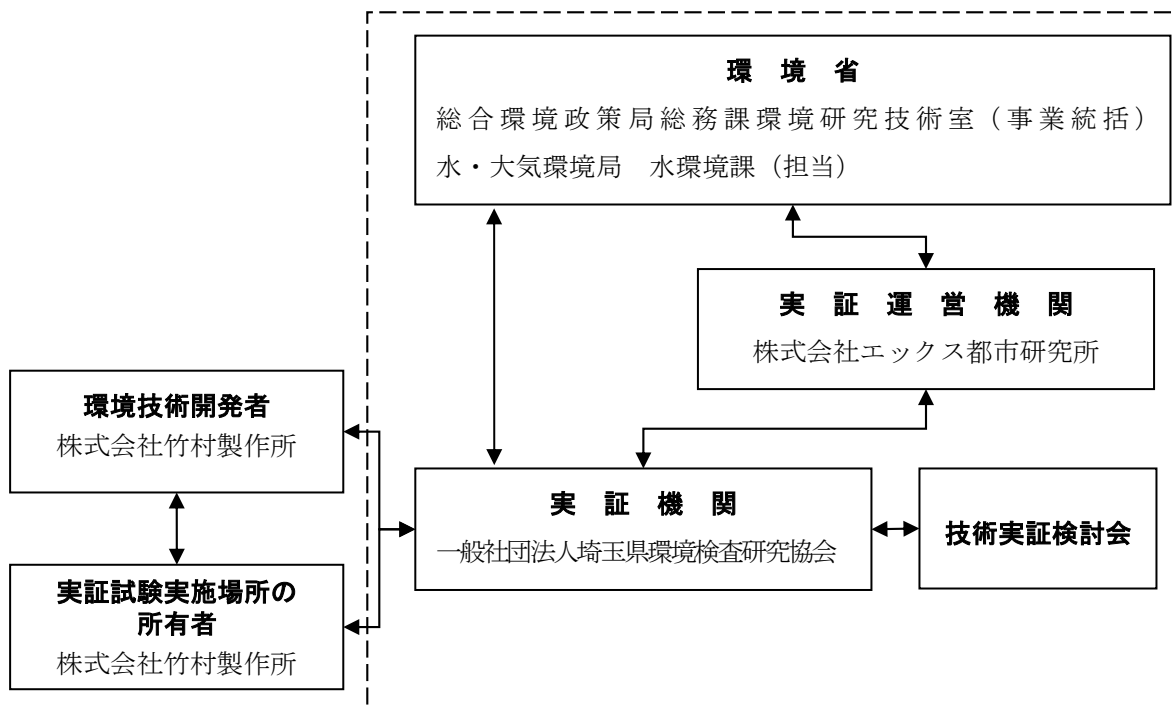 環 境 省
総合環境政策局総務課環境研究技術室（事業統括）
水・大気環境局　水環境課（担当）
実 証 運 営 機 関
株式会社エックス都市研究所
環境技術開発者
株式会社竹村製作所
実 証 機 関
一般社団法人埼玉県環境検査研究協会
技術実証検討会
実証試験実施場所の
所有者
株式会社竹村製作所